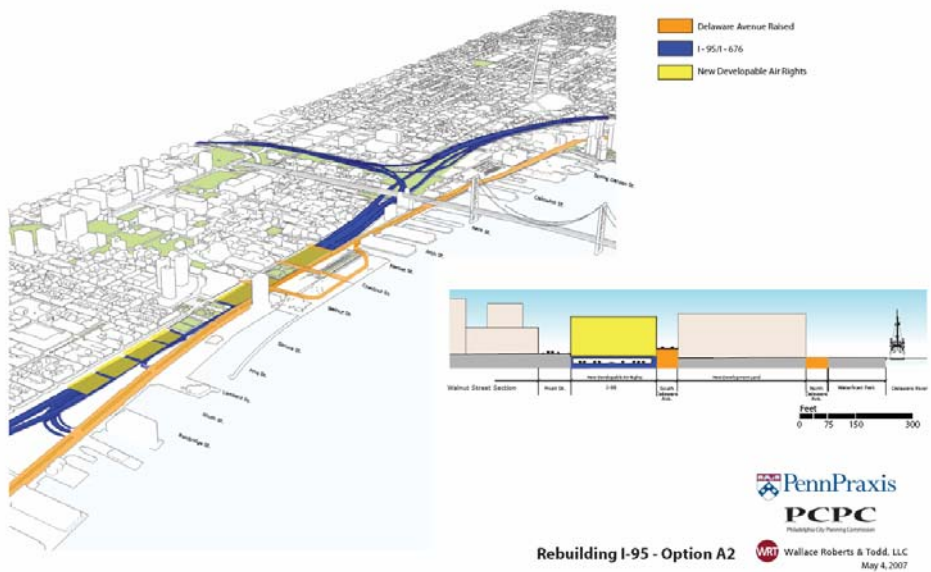 Delaware Avenue Raised
I - 95/I - 676
New Developable Air Rights
Spring Garden St.
Callowhill St.
Race St.
Arch St.
Market St.
Chestnut St.
Walnut St.
Spruce St.
Lombard St.
South St.
Bainbridge St.
Walnut Street Section
Front St.
New Developable Air Rights
I-95
South
Delaware
Ave.
New Development Land
North
Delaware
Ave.
Waterfront Park
Delaware River
Feet
0 75 150 300
PennPraxis
PCPC
Philadelphia City Planning Commission
Rebuilding I-95 - Option A2
WRT Wallace Roberts & Todd, LLC
May 4, 2007